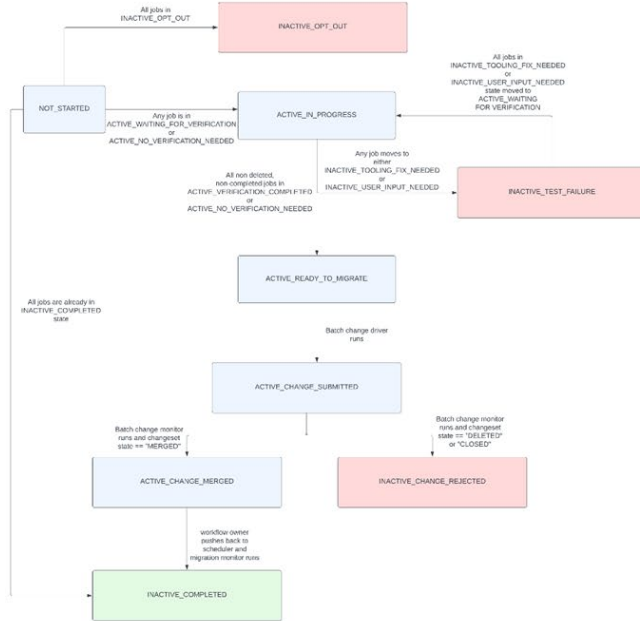 All jobs in
INACTIVE_OPT_OUT
INACTIVE_OPT_OUT
All jobs in
INACTIVE_TOOLING_FIX_NEEDED
or
INACTIVE_USER_INPUT_NEEDED
state moved to
ACTIVE_WAITING
FOR VERIFICATION
NOT_STARTED
Any job is in
ACTIVE_WAITING_FOR_VERIFICATION
or
ACTIVE_NO_VERIFICATION_NEEDED
ACTIVE_IN_PROGRESS
Any job moves to
either
INACTIVE_TOOLING_FIX_NEEDED
or
INACTIVE_USER_INPUT_NEEDED
All non deleted,
non-completed jobs in
ACTIVE_VERIFICATION_COMPLETED
or
ACTIVE_NO_VERIFICATION_NEEDED
INACTIVE_TEST_FAILURE
ACTIVE_READY_TO_MIGRATE
All jobs are already in
INACTIVE_COMPLETED
state
Batch change driver
runs
ACTIVE_CHANGE_SUBMITTED
Batch change monitor
runs and changeset
state == "MERGED"
Batch change monitor
runs and changeset
state == "DELETED"
or "CLOSED"
ACTIVE_CHANGE_MERGED
INACTIVE_CHANGE_REJECTED
workflow owner
pushes back to
scheduler and
migration monitor runs
INACTIVE_COMPLETED